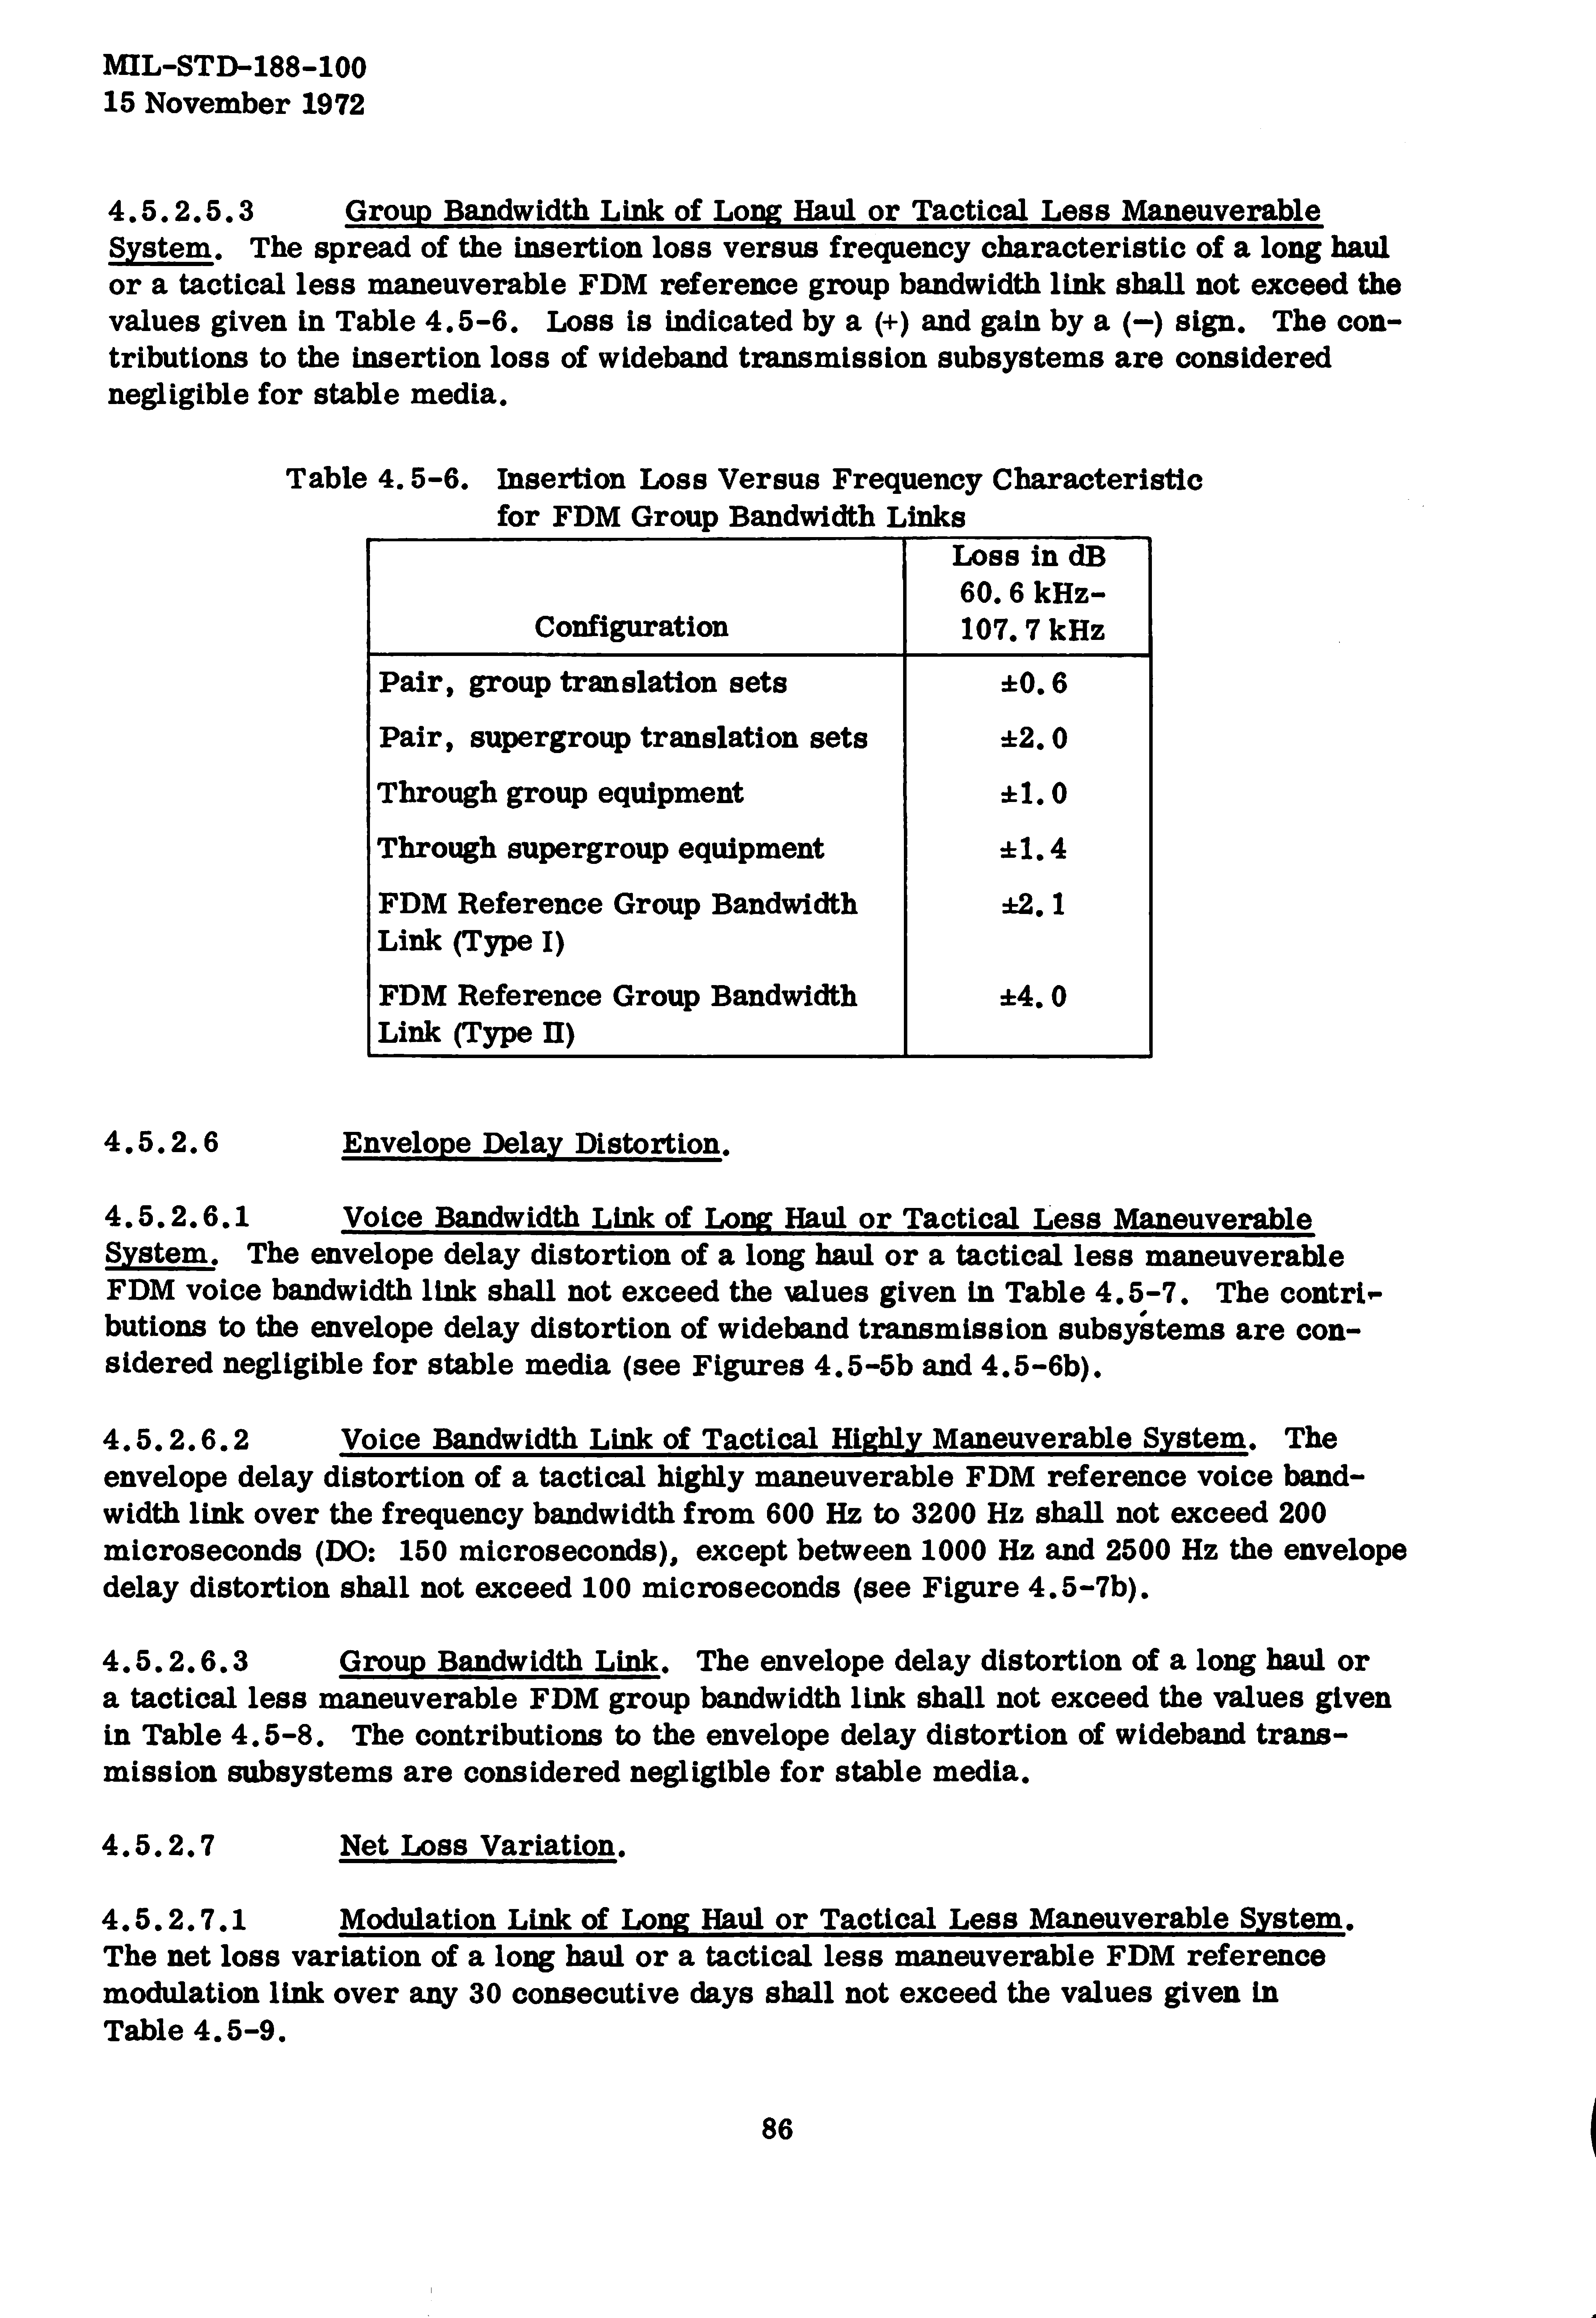 MIL-STD-188-100
15 November 1972
4.5.2.5.3 Group Bandwidth Link of Long Haul or Tactical Less Maneuverable
System. The spread of the insertion loss versus frequency characteristic of a long haul
or a tactical less maneuverable FDM reference group bandwidth link shall not exceed the
values given in Table 4.5-6. Loss is indicated by a (+) and gain by a (—) sign. The con-
tributions to the insertion loss of wideband transmission subsystems are considered
negligible for stable media.
Table 4.5-6. Insertion Loss Versus Frequency Characteristic
for FDM Group Bandwidth Links
Loss in dB
60.6 kHz-
Configuration 107.7 kHz
Pair, group translation sets ±0.6
Pair, supergroup translation sets ±2.0
Through group equipment ±1.0
Through supergroup equipment ±1.4
FDM Reference Group Bandwidth ±2.1
Link (Type I)
FDM Reference Group Bandwidth ±4.0
Link (Type II)
4.5.2.6 Envelope Delay Distortion.
4.5.2.6.1 Voice Bandwidth Link of Long Haul or Tactical Less Maneuverable
System. The envelope delay distortion of a long haul or a tactical less maneuverable
FDM voice bandwidth link shall not exceed the values given in Table 4.5-7. The contri-
butions to the envelope delay distortion of wideband transmission subsystems are con-
sidered negligible for stable media (see Figures 4.5-5b and 4.5-6b).
4.5.2.6.2 Voice Bandwidth Link of Tactical Highly Maneuverable System. The
envelope delay distortion of a tactical highly maneuverable FDM reference voice band-
width link over the frequency bandwidth from 600 Hz to 3200 Hz shall not exceed 200
microseconds (DO: 150 microseconds), except between 1000 Hz and 2500 Hz the envelope
delay distortion shall not exceed 100 microseconds (see Figure 4.5-7b).
4.5.2.6.3 Group Bandwidth Link. The envelope delay distortion of a long haul or
a tactical less maneuverable FDM group bandwidth link shall not exceed the values given
in Table 4.5-8. The contributions to the envelope delay distortion of wideband trans-
mission subsystems are considered negligible for stable media.
4.5.2.7 Net Loss Variation.
4.5.2.7.1 Modulation Link of Long Haul or Tactical Less Maneuverable System.
The net loss variation of a long haul or a tactical less maneuverable FDM reference
modulation link over any 30 consecutive days shall not exceed the values given in
Table 4.5-9.
86